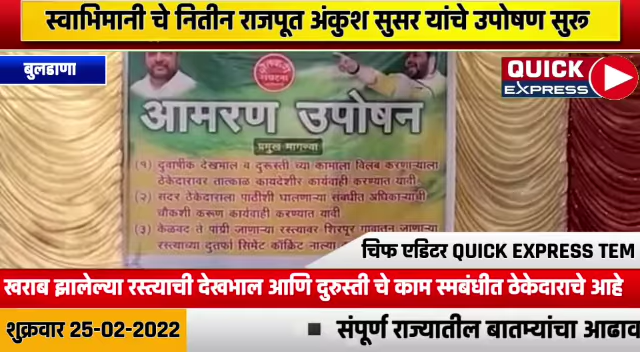 स्वाभिमानी चे नितीन राजपूत अंकुश सुसर यांचे उपोषण सुरू
बुलढाणा
QUICK
EXPRESS
शेतकरी
संघटना
आमरण उपोषन
प्रमुख मागण्या
(१) दुवार्षीक देखभाल व दुरूस्ती च्या कामाला विलंब करणाऱ्याला
ठेकेदारावर तात्काळ कायदेशीर कार्यवाही करण्यात यावी
(२) सदर ठेकेदाराला पाठीशी घालणाऱ्या संबंधीत अधिकाऱ्याची
चौकशी करून कार्यवाही करण्यात यावी
(३) केळवद ते पांग्री जाणाऱ्या रस्त्यावर शिरपूर गावातून जाणाऱ्या
रस्त्याच्या दुतर्फा सिमेट काँक्रिट नाल्या
चिफ एडिटर QUICK EXPRESS TEM
खराब झालेल्या रस्त्याची देखभाल आणि दुरुस्ती चे काम स्मबंधीत ठेकेदाराचे आहे
शुक्रवार 25-02-2022
संपूर्ण राज्यातील बातम्यांचा आढाव